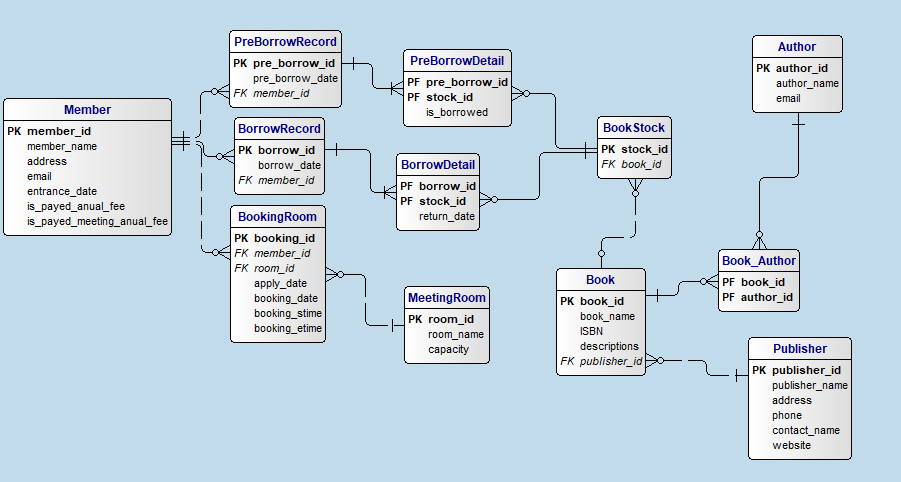 PreBorrowRecord
PK pre_borrow_id
pre_borrow_date
FK member_id
PreBorrowDetail
PF pre_borrow_id
PF stock_id
is_borrowed
Author
PK author_id
author_name
email
Member
PK member_id
member_name
address
email
entrance_date
is_payed_anual_fee
is_payed_meeting_anual_fee
BorrowRecord
PK borrow_id
borrow_date
FK member_id
BorrowDetail
PF borrow_id
PF stock_id
return_date
BookStock
PK stock_id
FK book_id
BookingRoom
PK booking_id
FK member_id
FK room_id
apply_date
booking_date
booking_stime
booking_etime
MeetingRoom
PK room_id
room_name
capacity
Book
PK book_id
book_name
ISBN
descriptions
FK publisher_id
Book_Author
PF book_id
PF author_id
Publisher
PK publisher_id
publisher_name
address
phone
contact_name
website